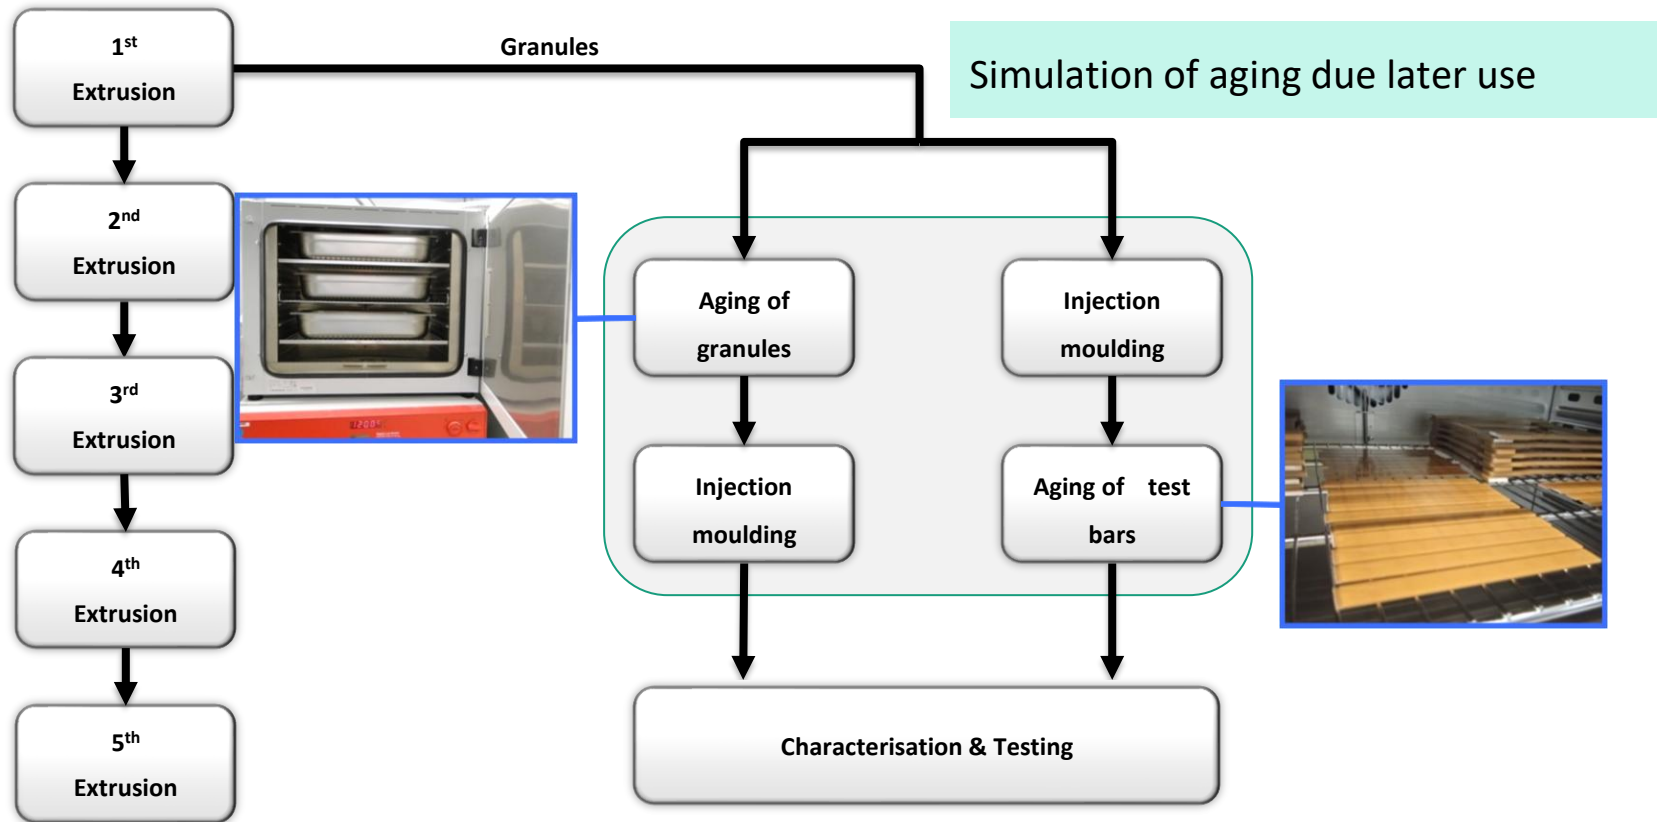 1st
Extrusion
Granules
Simulation of aging due later use
2nd
Extrusion
Aging of
granules
Injection
moulding
3rd
Extrusion
Injection
moulding
Aging of test
bars
4th
Extrusion
5th
Extrusion
Characterisation & Testing